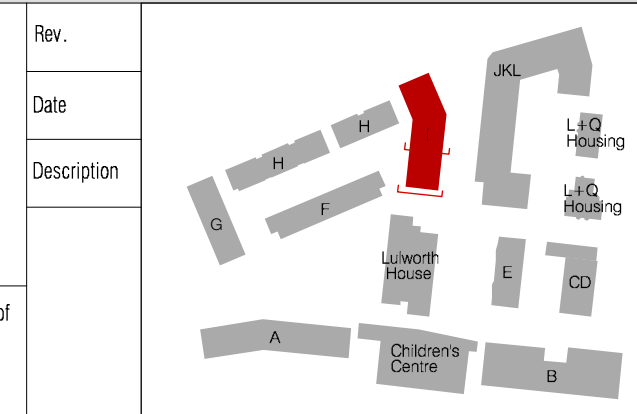 Rev.
Date
Description
of
JKL
H
H
I
L+Q
Housing
L+Q
Housing
G
F
Lulworth
House
E
CD
A
Children's
Centre
B